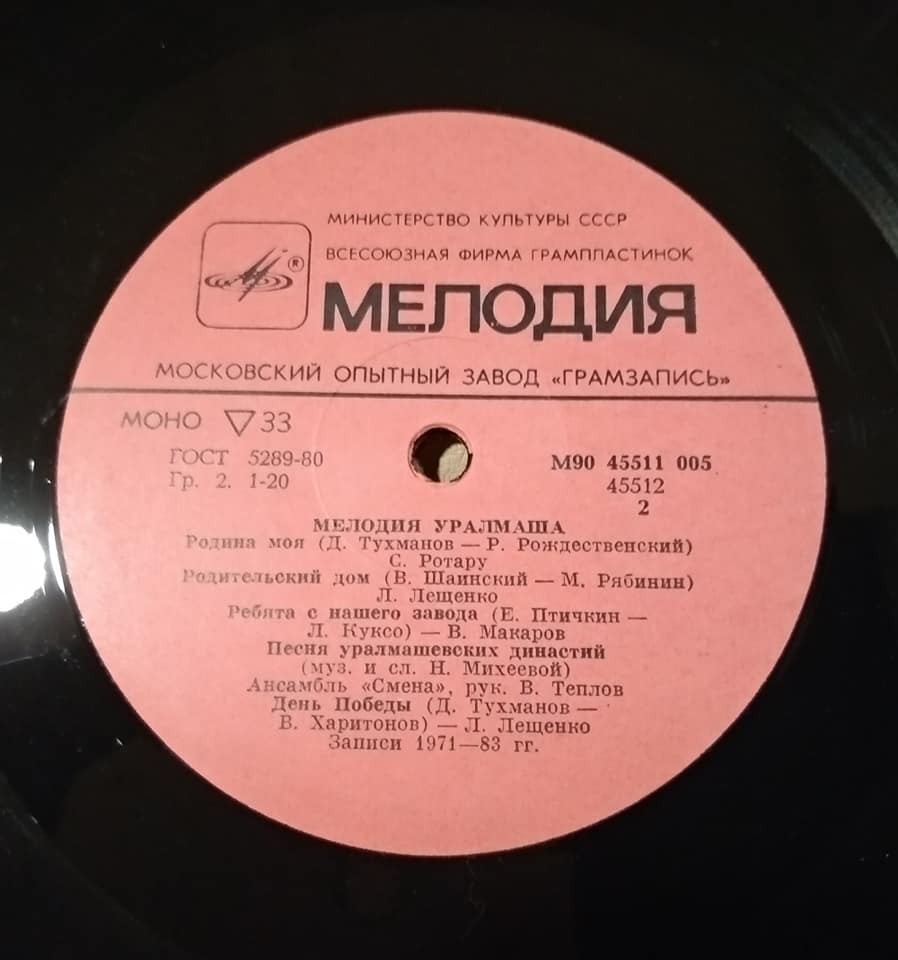 МИНИСТЕРСТВО КУЛЬТУРЫ СССР
ВСЕСОЮЗНАЯ ФИРМА ГРАМПЛАСТИНОК
®
МЕЛОДИЯ
МОСКОВСКИЙ ОПЫТНЫЙ ЗАВОД «ГРАМЗАПИСЬ»
МОНО ▽33
ГОСТ 5289-80
Гр. 2. 1-20
М90 45511 005
45512
2
МЕЛОДИЯ УРАЛМАША
Родина моя (Д. Тухманов — Р. Рождественский)
С. Ротару
Родительский дом (В. Шаинский — М. Рябинин)
Л. Лещенко
Ребята с нашего завода (Е. Птичкин —
Л. Куксо) — В. Макаров
Песня уралмашевских династий
(муз. и сл. Н. Михеевой)
Ансамбль «Смена», рук. В. Теплов
День Победы (Д. Тухманов —
В. Харитонов) — Л. Лещенко
Записи 1971—83 гг.